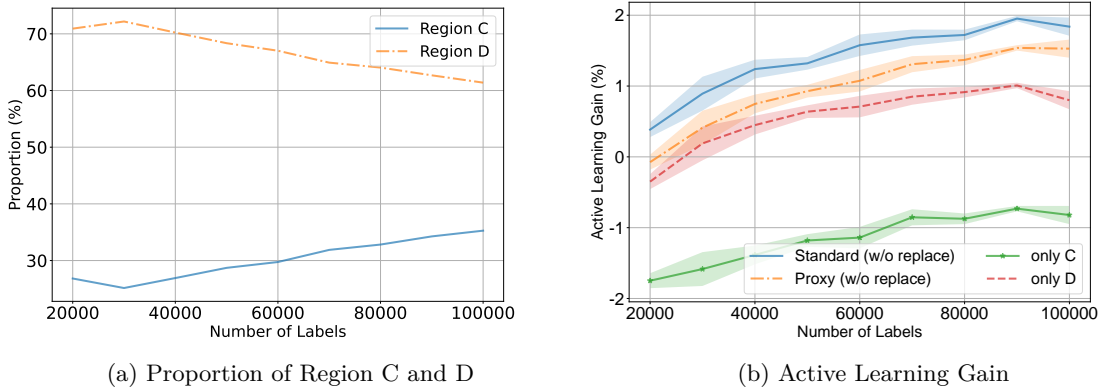 70
60
50
40
30
20000 40000 60000 80000 100000
Proportion (%)
Number of Labels
Region C
Region D
(a) Proportion of Region C and D
2
1
0
-1
-2
20000 40000 60000 80000 100000
Active Learning Gain (%)
Number of Labels
Standard (w/o replace)
Proxy (w/o replace)
only C
only D
(b) Active Learning Gain